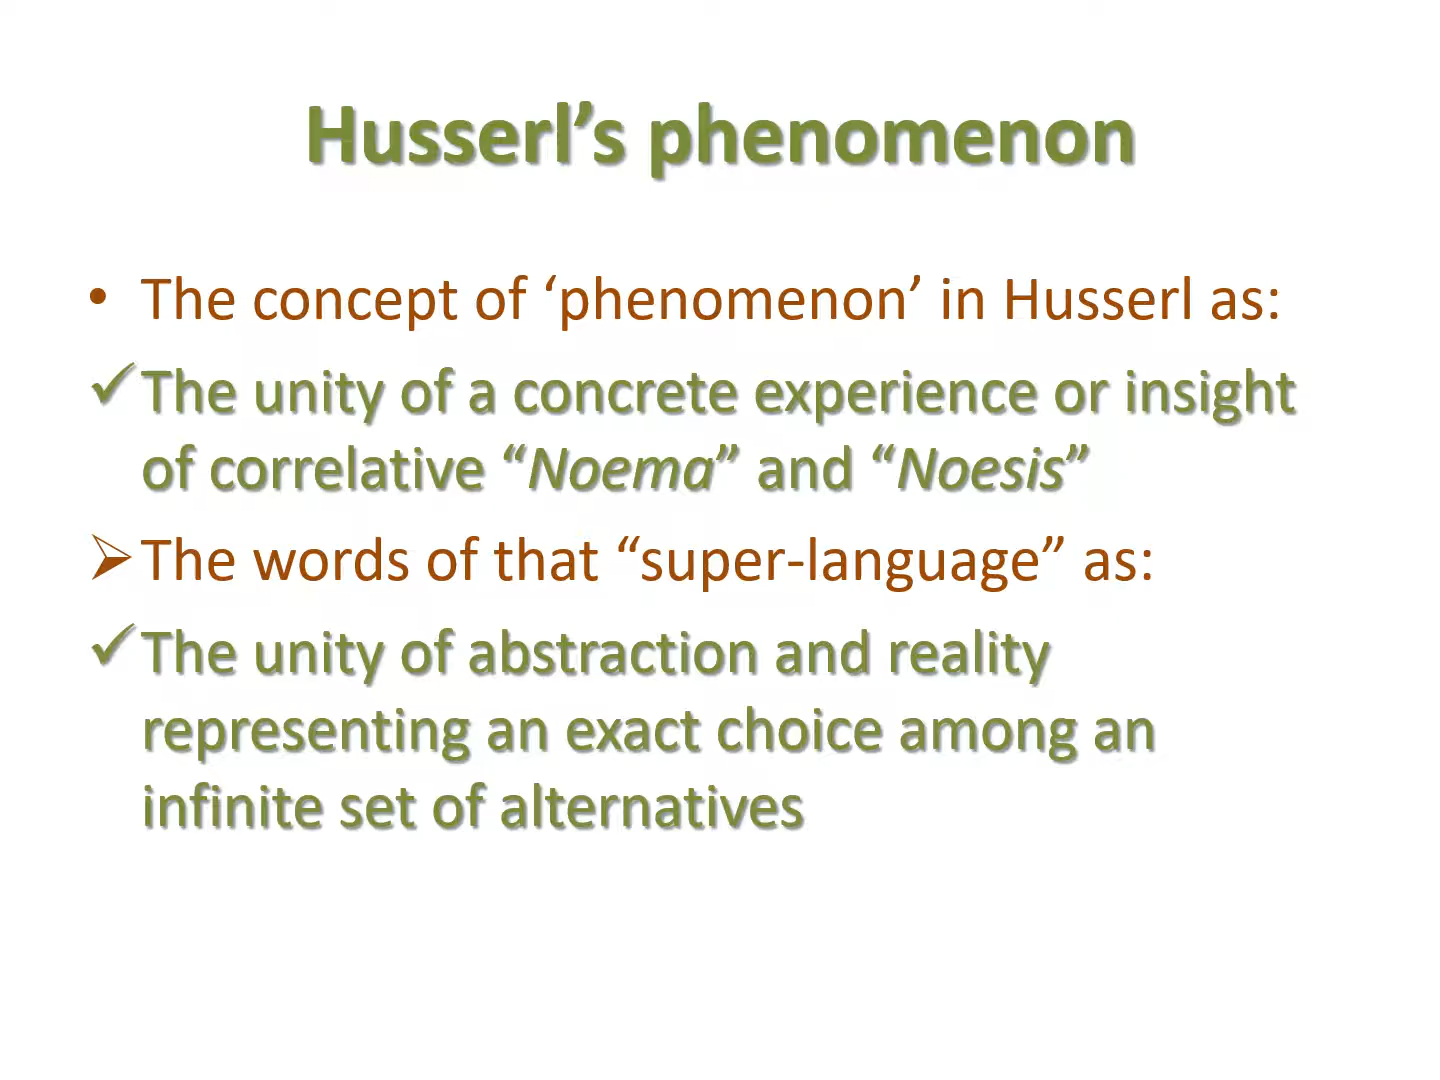 Husserl’s phenomenon
• The concept of ‘phenomenon’ in Husserl as:
✓The unity of a concrete experience or insight
of correlative “Noema” and “Noesis”
➢The words of that “super-language” as:
✓The unity of abstraction and reality
representing an exact choice among an
infinite set of alternatives